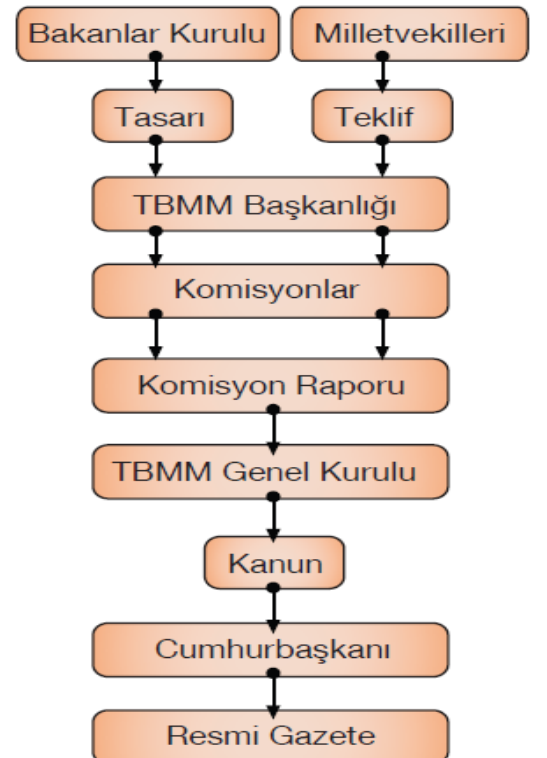 Bakanlar Kurulu
Milletvekilleri
Tasarı
Teklif
TBMM Başkanlığı
Komisyonlar
Komisyon Raporu
TBMM Genel Kurulu
Kanun
Cumhurbaşkanı
Resmi Gazete